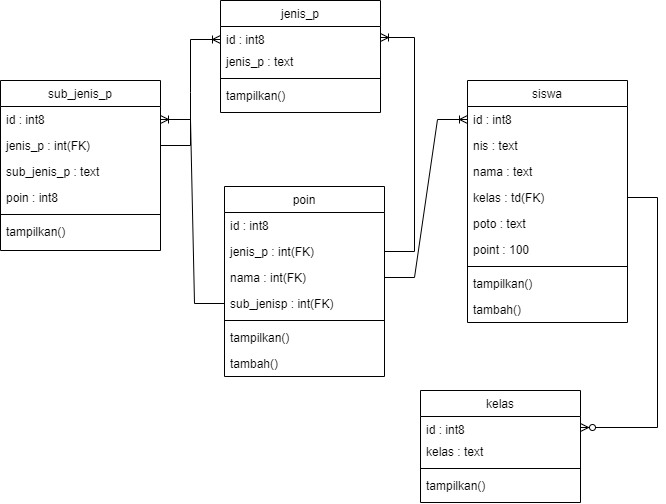 jenis_p
id : int8
jenis_p : text
tampilkan()
sub_jenis_p
id : int8
jenis_p : int(FK)
sub_jenis_p : text
poin : int8
tampilkan()
siswa
id : int8
nis : text
nama : text
kelas : td(FK)
poto : text
point : 100
tampilkan()
tambah()
poin
id : int8
jenis_p : int(FK)
nama : int(FK)
sub_jenisp : int(FK)
tampilkan()
tambah()
kelas
id : int8
kelas : text
tampilkan()